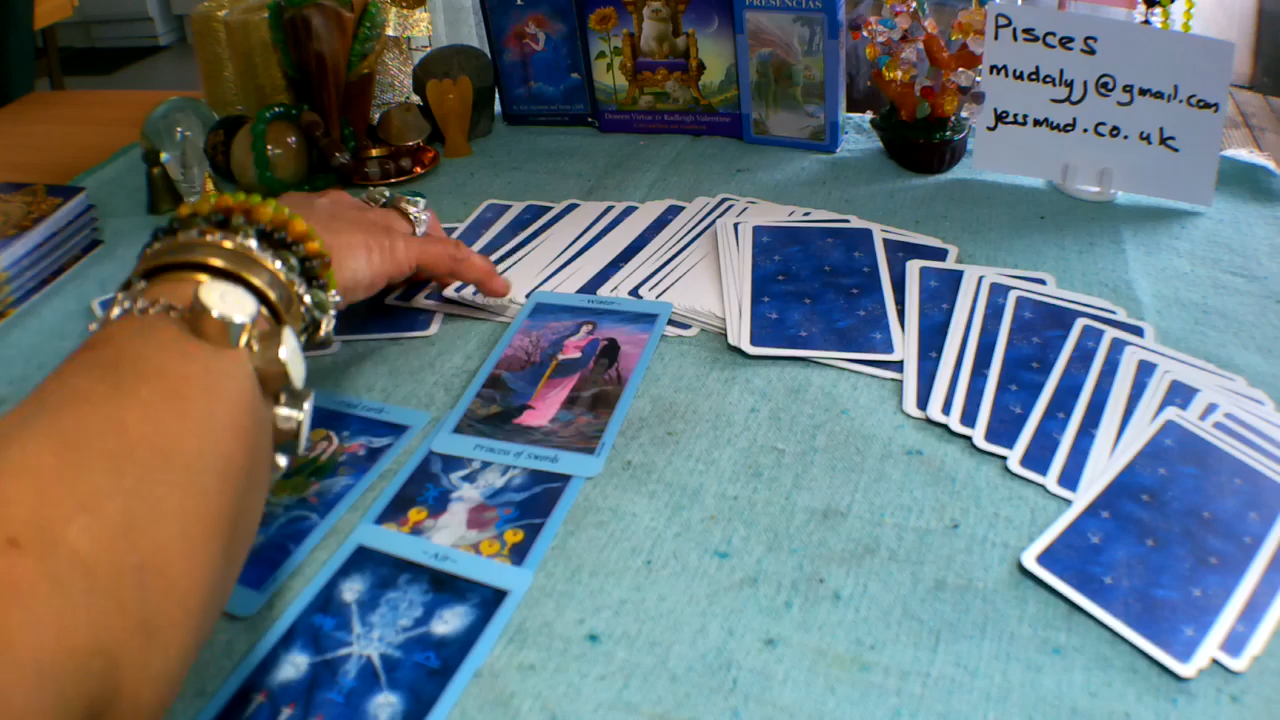 PRESENCIAS
Doreen Virtue & Radleigh Valentine
Pisces
mudalyj@gmail.com
jessmud.co.uk
~Water~
Princess of Swords
~Air~